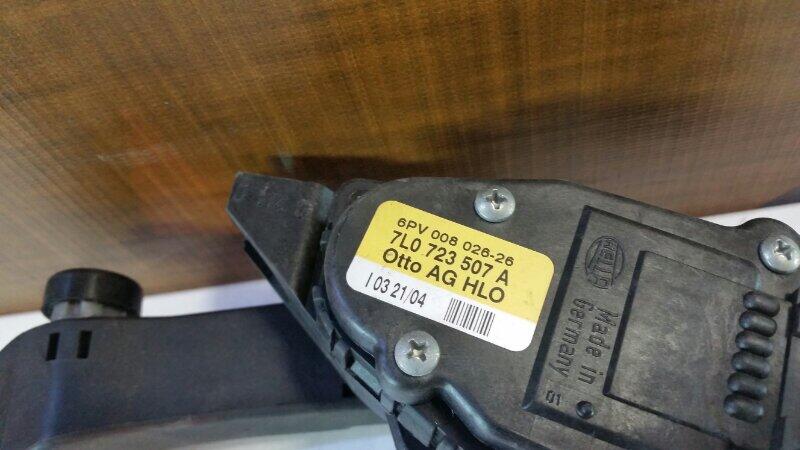 6PV 008 026-26
7L0 723 507 A
Otto AG HLO
I 03 21/04
HELLA
Made in
Germany
01